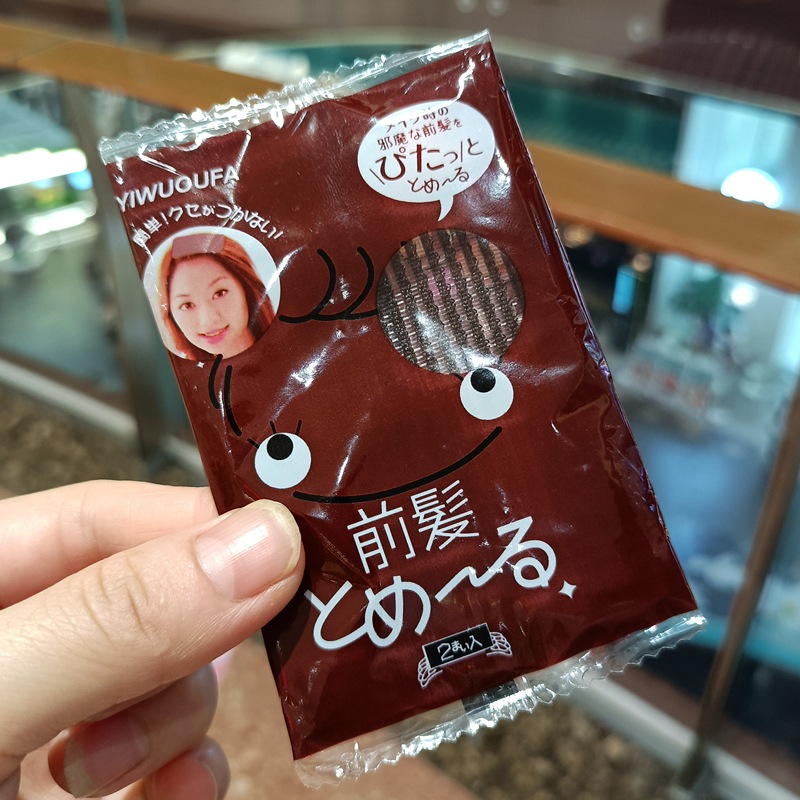 YIWUOUFA
簡単!クセがつかない!
メイク時の
邪魔な前髪を
ぴたっと
とめ〜る
前髪
とめ〜る
2まい入